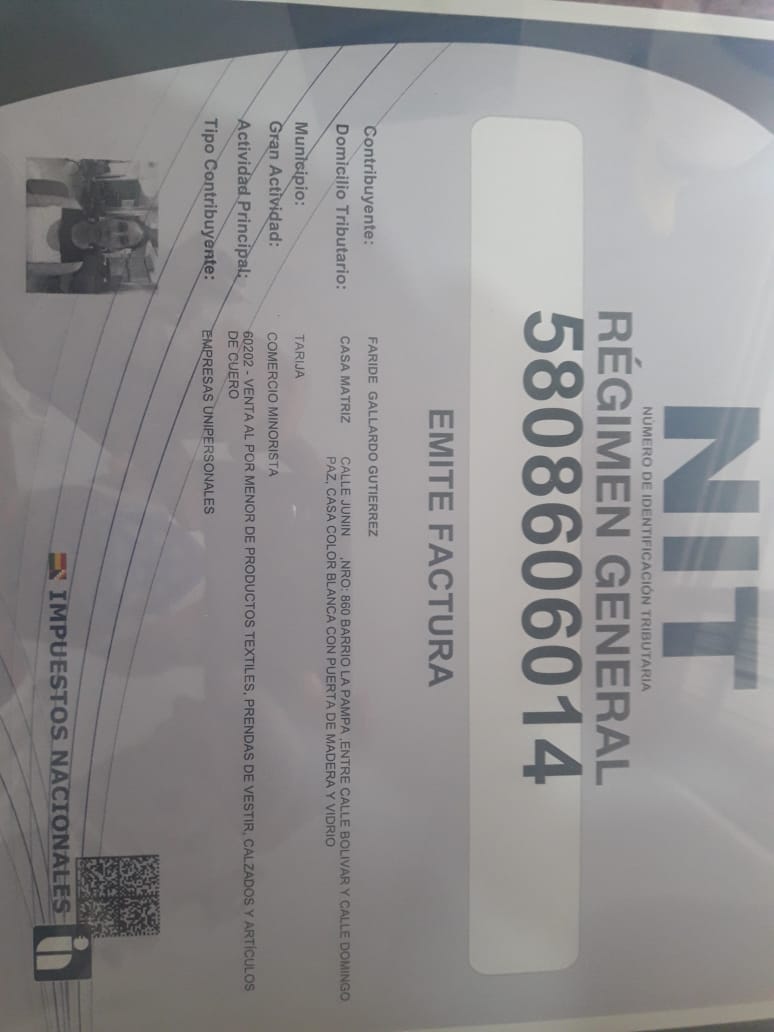 NIT
NÚMERO DE IDENTIFICACIÓN TRIBUTARIA
RÉGIMEN GENERAL
5808606014
EMITE FACTURA
Contribuyente: FARIDE GALLARDO GUTIERREZ
Domicilio Tributario: CASA MATRIZ CALLE JUNIN ,NRO: 860 BARRIO LA PAMPA ,ENTRE CALLE BOLIVAR Y CALLE DOMINGO
PAZ, CASA COLOR BLANCA CON PUERTA DE MADERA Y VIDRIO
Municipio: TARIJA
Gran Actividad: COMERCIO MINORISTA
Actividad Principal: 60202 - VENTA AL POR MENOR DE PRODUCTOS TEXTILES, PRENDAS DE VESTIR, CALZADOS Y ARTÍCULOS
DE CUERO
Tipo Contribuyente: EMPRESAS UNIPERSONALES
IMPUESTOS NACIONALES